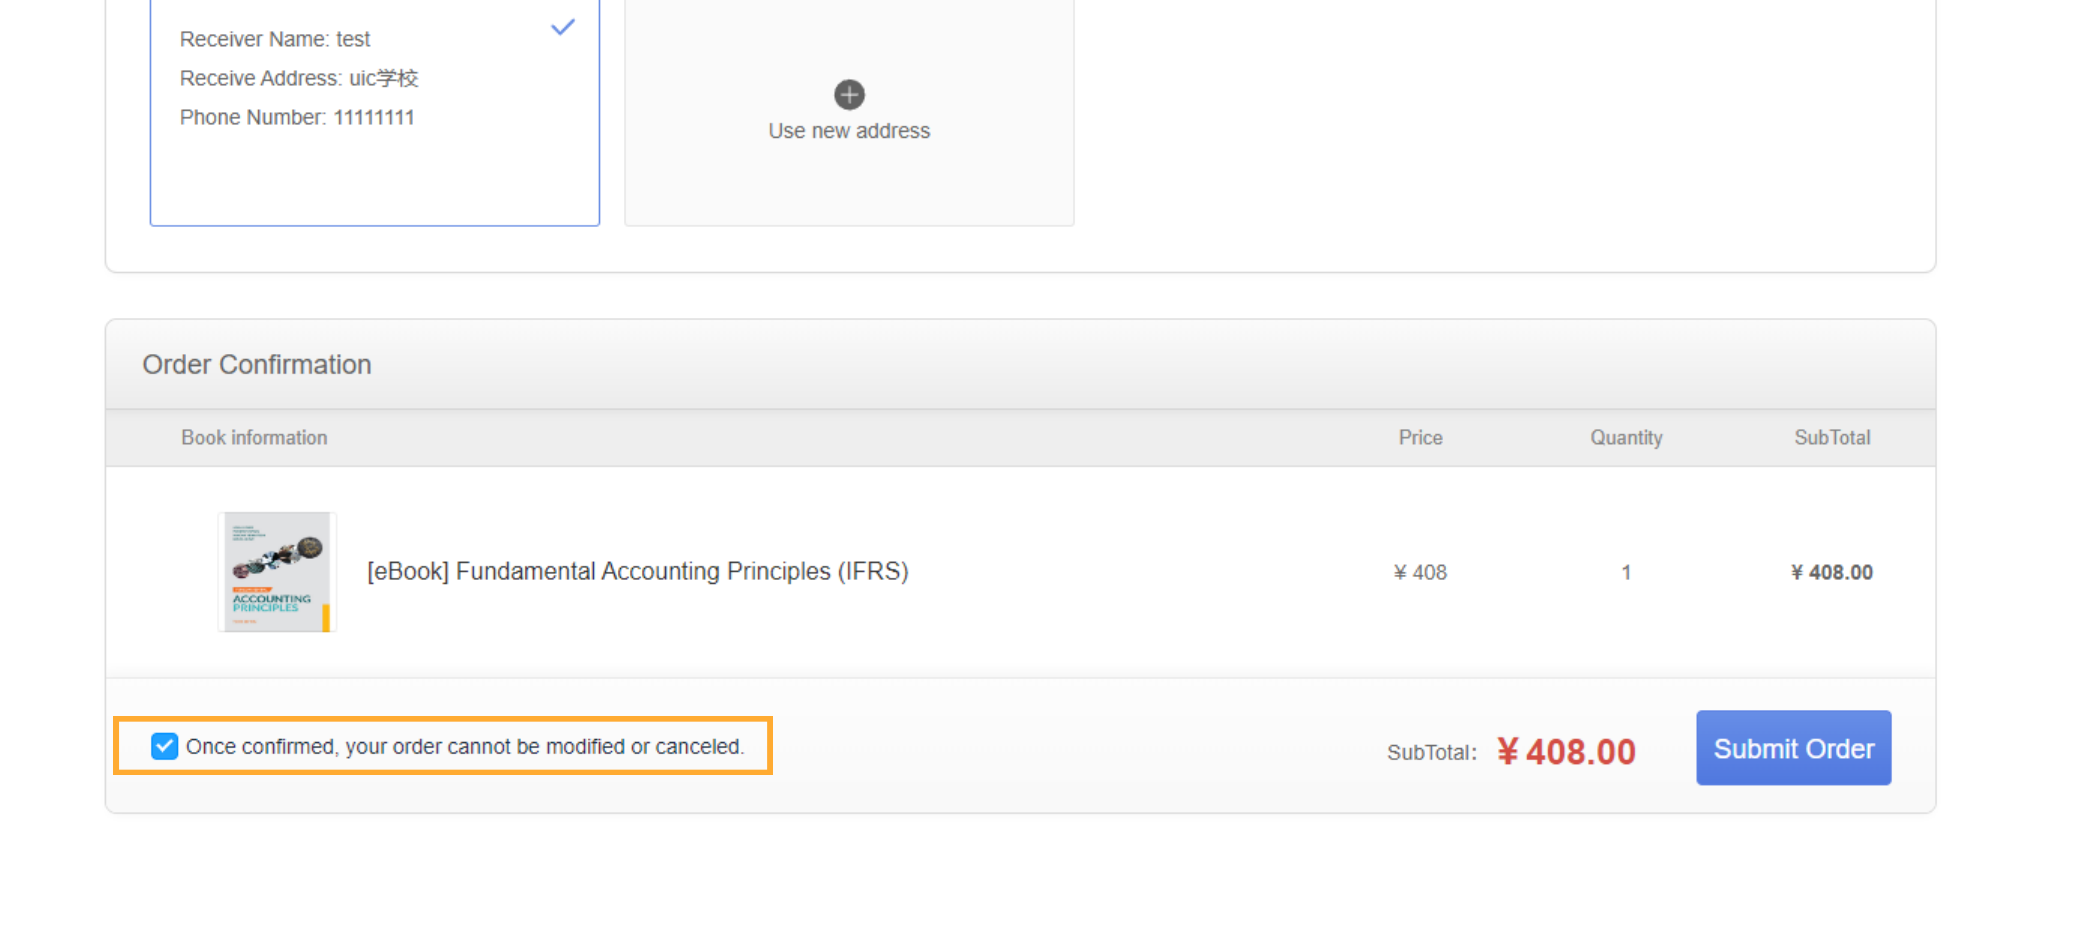 Receiver Name: test
Receive Address: uic学校
Phone Number: 11111111
Use new address
Order Confirmation
Book information Price Quantity SubTotal
ACCOUNTING
PRINCIPLES
[eBook] Fundamental Accounting Principles (IFRS) ¥ 408 1 ¥ 408.00
Once confirmed, your order cannot be modified or canceled. SubTotal: ¥ 408.00 Submit Order